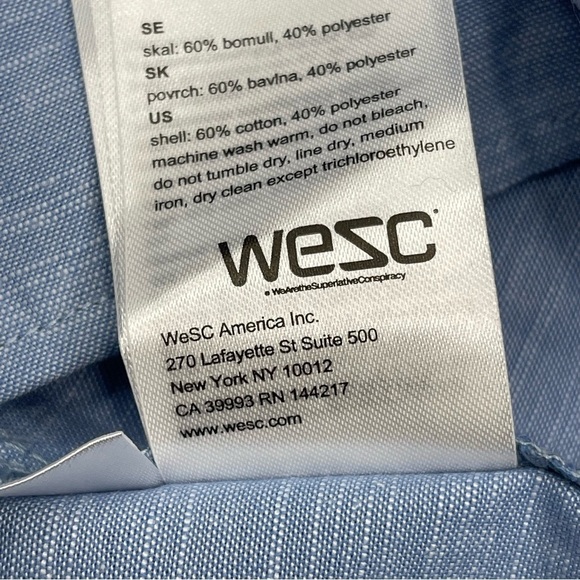 SE
skal: 60% bomull, 40% polyester
SK
povrch: 60% bavlna, 40% polyester
US
shell: 60% cotton, 40% polyester
machine wash warm, do not bleach,
do not tumble dry, line dry, medium
iron, dry clean except trichloroethylene
wesc
WeAretheSuperlativeConspiracy
WeSC America Inc.
270 Lafayette St Suite 500
New York NY 10012
CA 39993 RN 144217
www.wesc.com